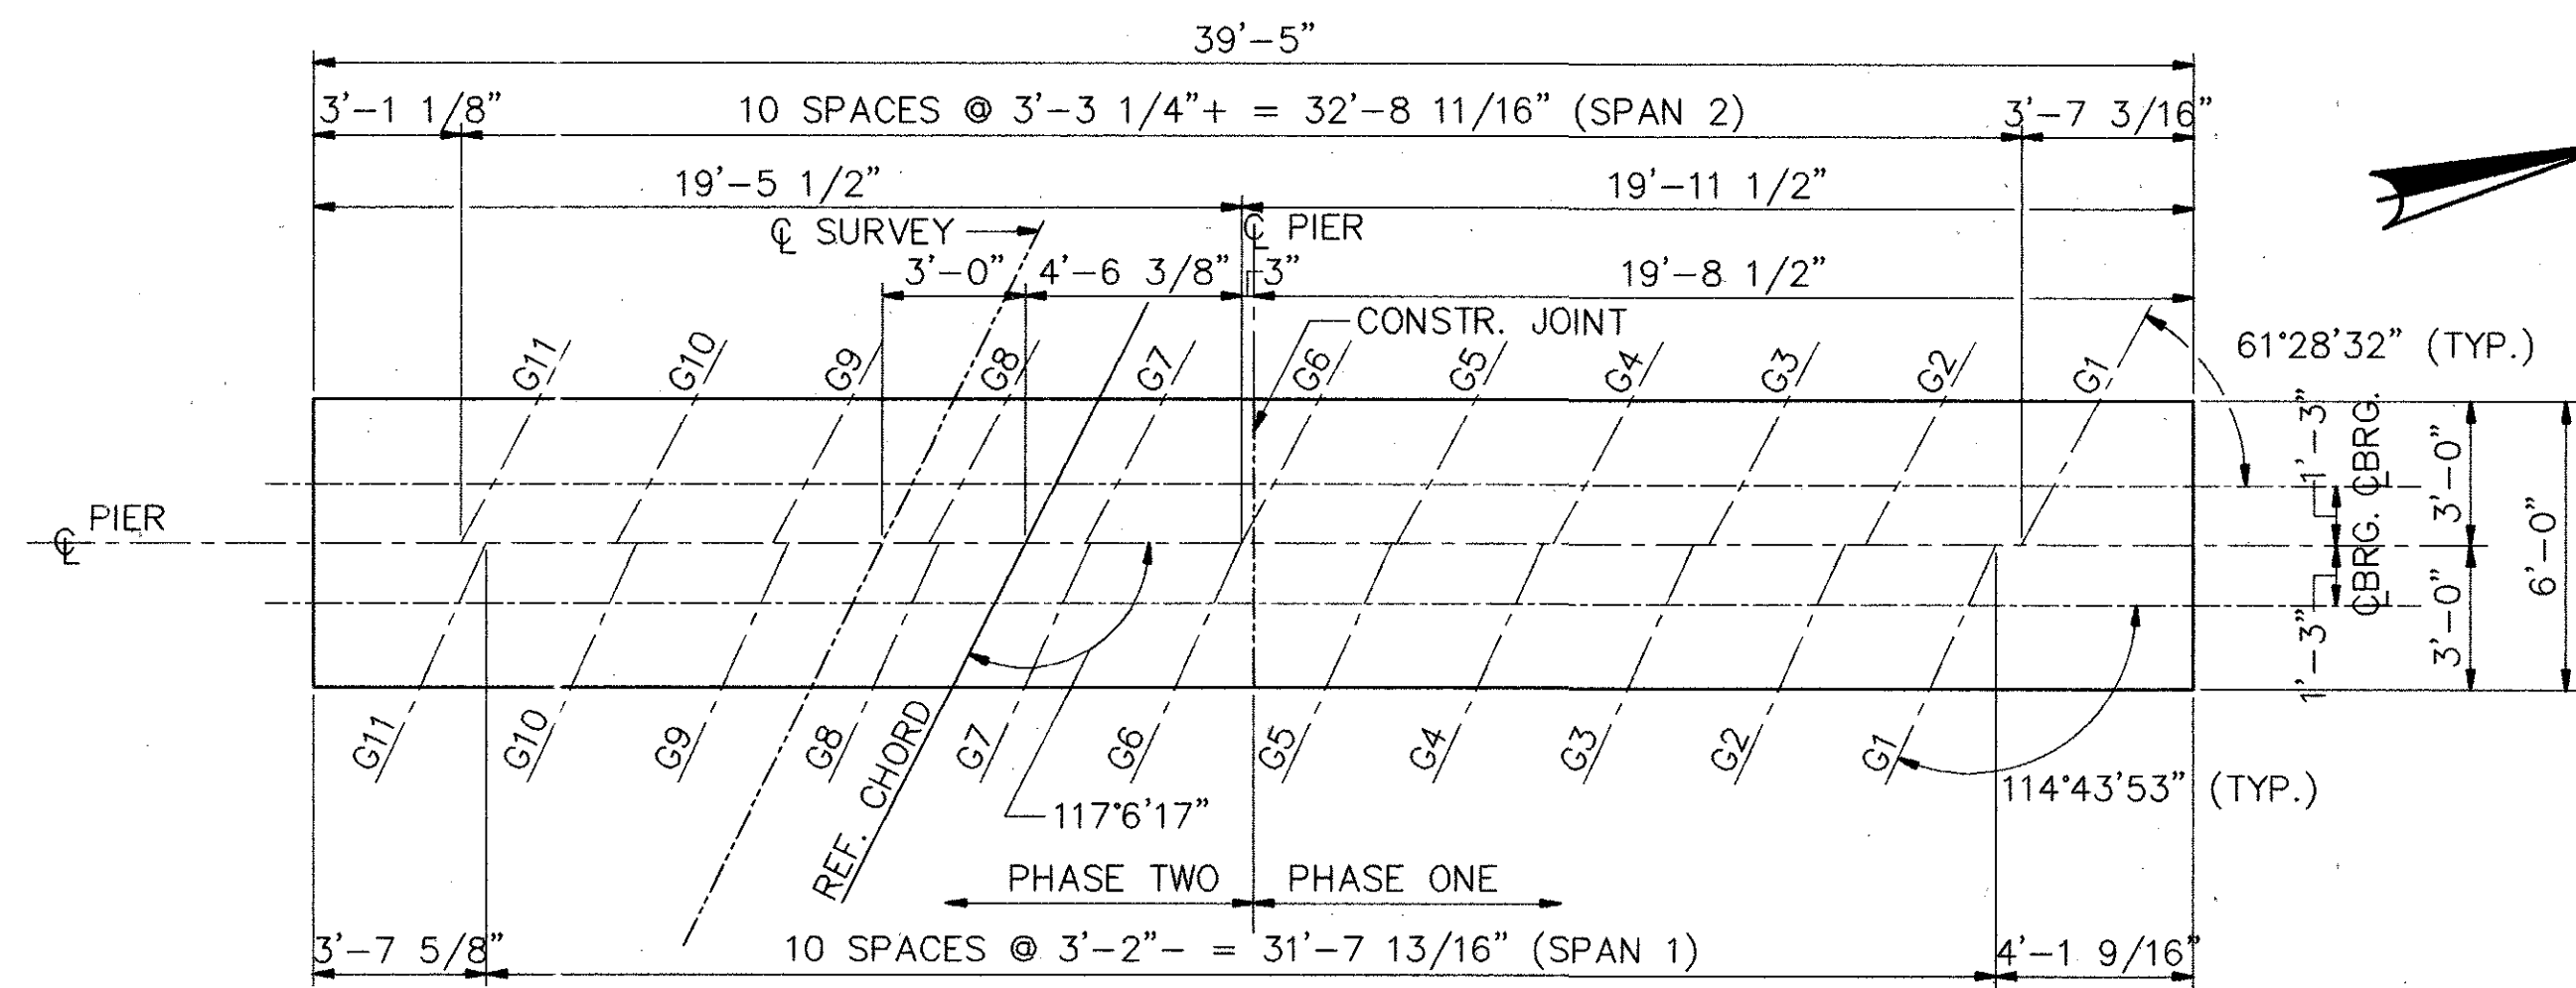 39'-5"
3'-1 1/8" 10 SPACES @ 3'-3 1/4"+ = 32'-8 11/16" (SPAN 2) 3'-7 3/16"
19'-5 1/2" 19'-11 1/2"
℄ SURVEY ℄ PIER
3'-0" 4'-6 3/8" 3" 19'-8 1/2"
CONSTR. JOINT
61°28'32" (TYP.)
G11 G10 G9 G8 G7 G6 G5 G4 G3 G2 G1
1'-3" ℄BRG. 3'-0"
℄ PIER
6'-0"
1'-3" ℄BRG. 3'-0"
G11 G10 G9 G8 REF. CHORD G7 G6 G5 G4 G3 G2 G1
114°43'53" (TYP.)
117°6'17"
PHASE TWO PHASE ONE
3'-7 5/8" 10 SPACES @ 3'-2"- = 31'-7 13/16" (SPAN 1) 4'-1 9/16"